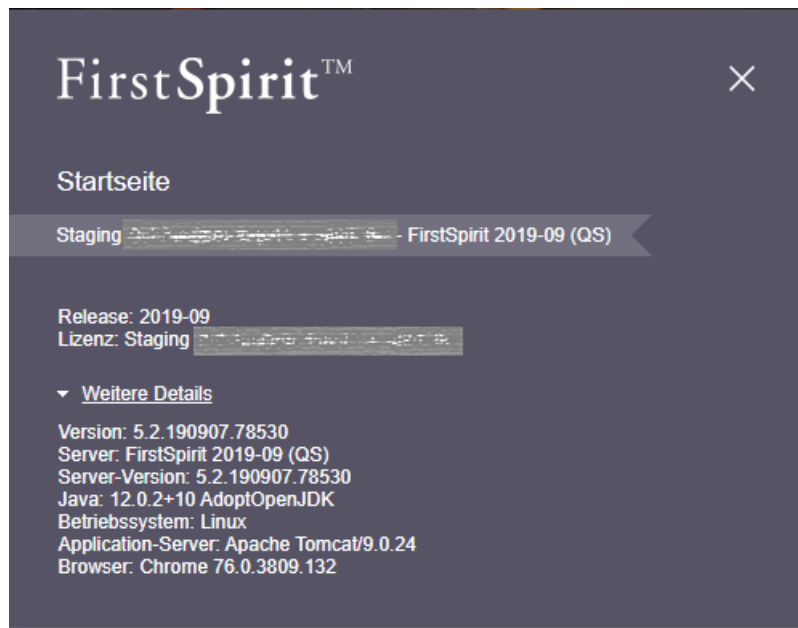 FirstSpirit™
Startseite
Staging - FirstSpirit 2019-09 (QS)
Release: 2019-09
Lizenz: Staging
Weitere Details
Version: 5.2.190907.78530
Server: FirstSpirit 2019-09 (QS)
Server-Version: 5.2.190907.78530
Java: 12.0.2+10 AdoptOpenJDK
Betriebssystem: Linux
Application-Server: Apache Tomcat/9.0.24
Browser: Chrome 76.0.3809.132